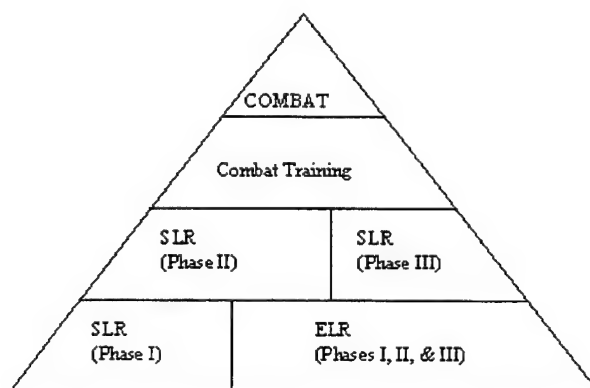 COMBAT
Combat Training
SLR
(Phase II)
SLR
(Phase III)
SLR
(Phase I)
ELR
(Phases I, II, & III)